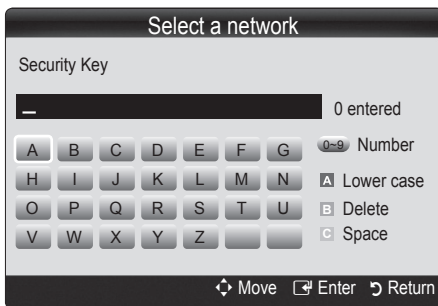 Select a network
Security Key
_ 0 entered
A B C D E F G 0~9 Number
H I J K L M N A Lower case
O P Q R S T U B Delete
V W X Y Z C Space
Move Enter Return